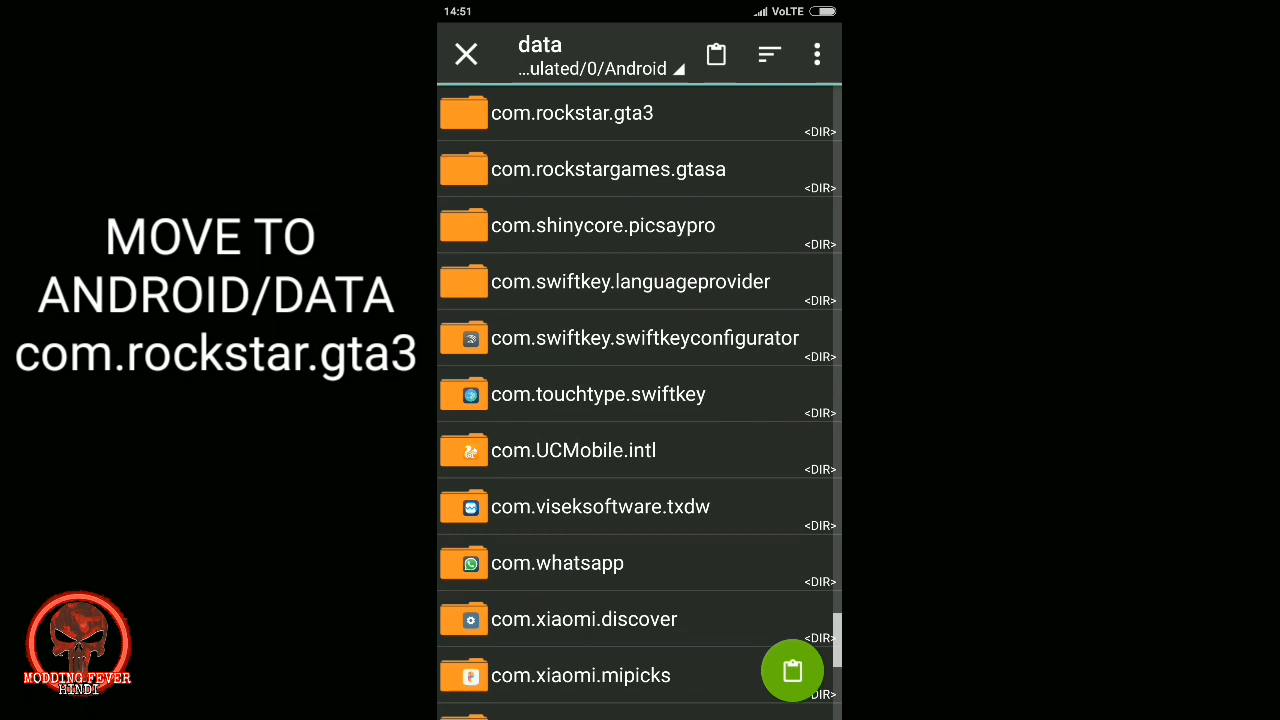 MOVE TO
ANDROID/DATA
com.rockstar.gta3
MODDING FEVER
HINDI
14:51
VoLTE
data
...ulated/0/Android
com.rockstar.gta3
<DIR>
com.rockstargames.gtasa
<DIR>
com.shinycore.picsaypro
<DIR>
com.swiftkey.languageprovider
<DIR>
com.swiftkey.swiftkeyconfigurator
<DIR>
com.touchtype.swiftkey
<DIR>
com.UCMobile.intl
<DIR>
com.viseksoftware.txdw
<DIR>
com.whatsapp
<DIR>
com.xiaomi.discover
<DIR>
com.xiaomi.mipicks
DIR>